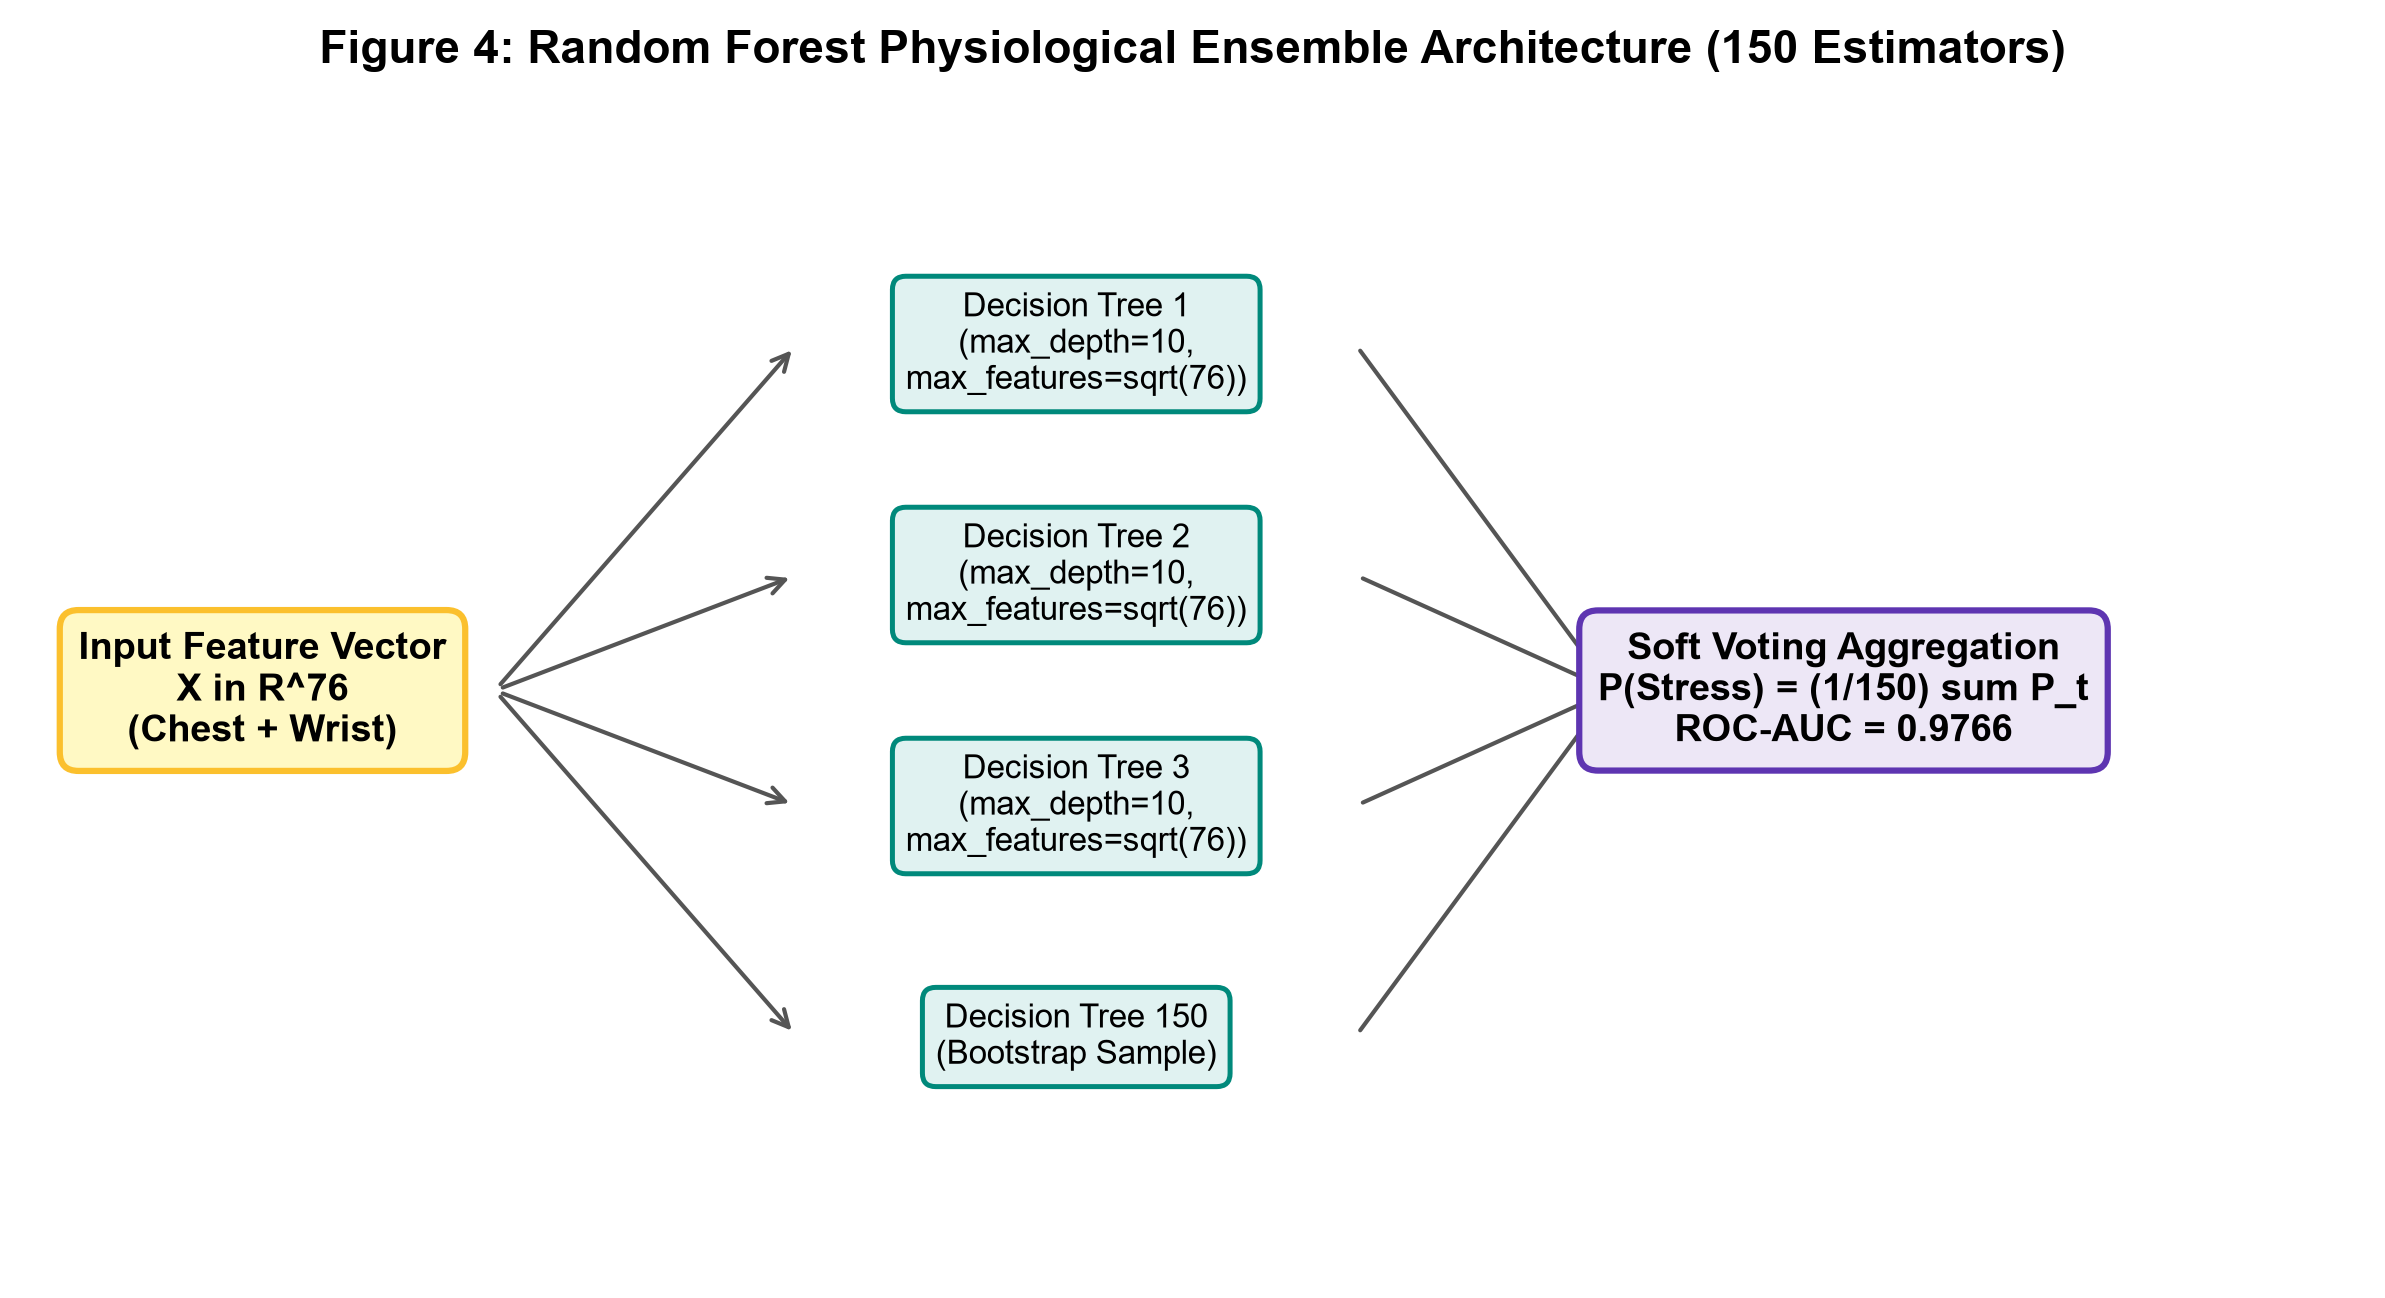 Figure 4: Random Forest Physiological Ensemble Architecture (150 Estimators)
Input Feature Vector
X in R^76
(Chest + Wrist)
Decision Tree 1
(max_depth=10,
max_features=sqrt(76))
Decision Tree 2
(max_depth=10,
max_features=sqrt(76))
Decision Tree 3
(max_depth=10,
max_features=sqrt(76))
Decision Tree 150
(Bootstrap Sample)
Soft Voting Aggregation
P(Stress) = (1/150) sum P_t
ROC-AUC = 0.9766